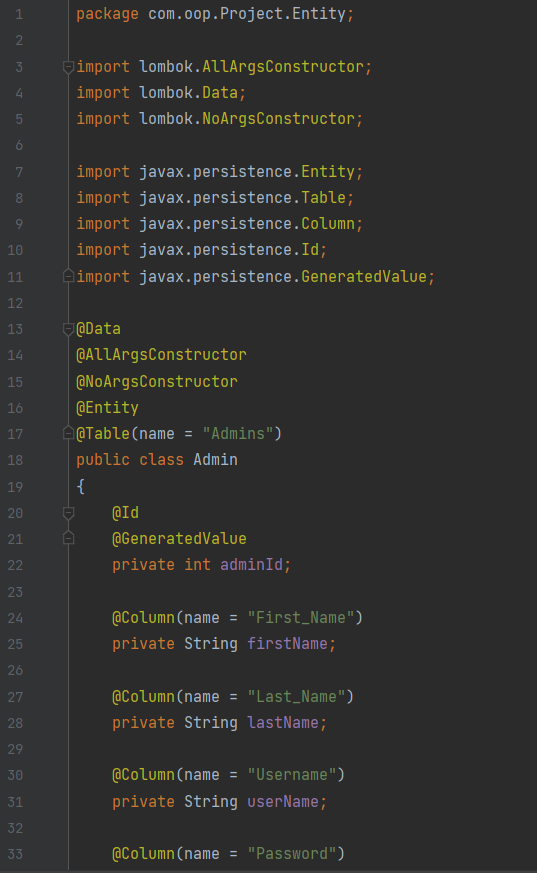 1 package com.oop.Project.Entity;
2
3 import lombok.AllArgsConstructor;
4 import lombok.Data;
5 import lombok.NoArgsConstructor;
6
7 import javax.persistence.Entity;
8 import javax.persistence.Table;
9 import javax.persistence.Column;
10 import javax.persistence.Id;
11 import javax.persistence.GeneratedValue;
12
13 @Data
14 @AllArgsConstructor
15 @NoArgsConstructor
16 @Entity
17 @Table(name = "Admins")
18 public class Admin
19 {
20 @Id
21 @GeneratedValue
22 private int adminId;
23
24 @Column(name = "First_Name")
25 private String firstName;
26
27 @Column(name = "Last_Name")
28 private String lastName;
29
30 @Column(name = "Username")
31 private String userName;
32
33 @Column(name = "Password")